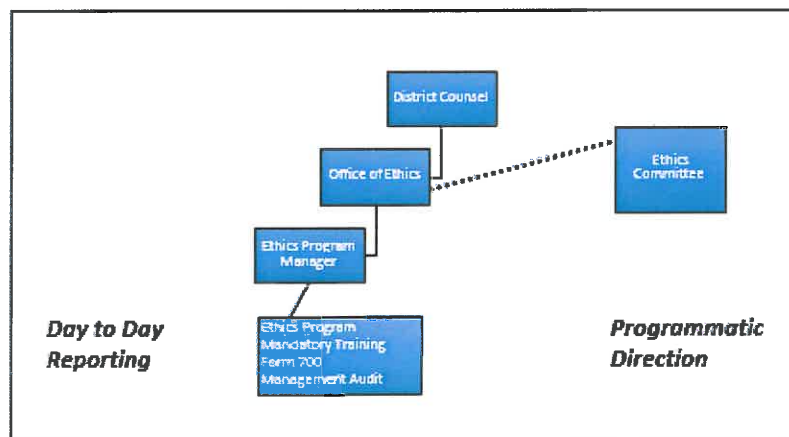 District Counsel
Office of Ethics
Ethics
Committee
Ethics Program
Manager
Ethics Program
Mandatory Training
Form 700
Management Audit
Day to Day
Reporting
Programmatic
Direction